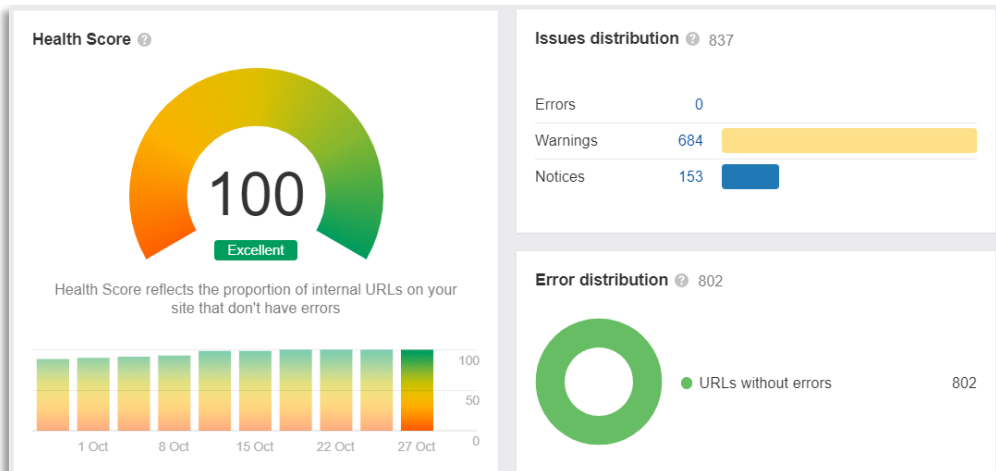 Health Score ?
100
Excellent
Health Score reflects the proportion of internal URLs on your
site that don't have errors
100
50
0
1 Oct 8 Oct 15 Oct 22 Oct 27 Oct
Issues distribution ? 837
Errors 0
Warnings 684
Notices 153
Error distribution ? 802
URLs without errors 802